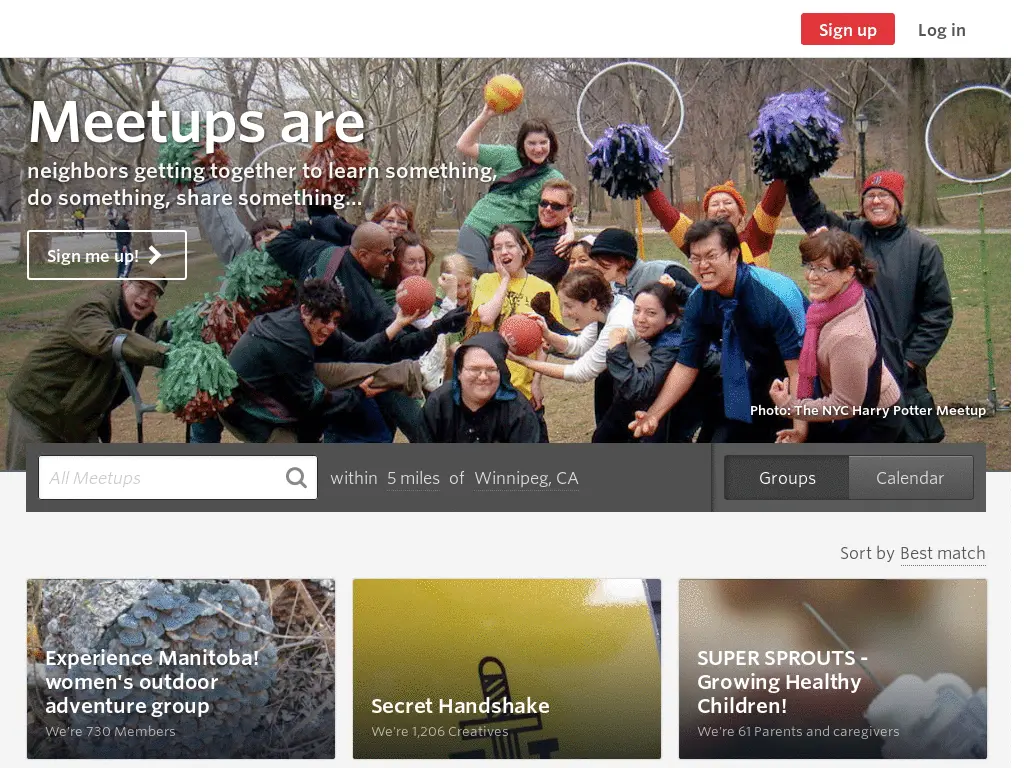 Sign up
Log in
Meetups are
neighbors getting together to learn something,
do something, share something...
Sign me up!
Photo: The NYC Harry Potter Meetup
All Meetups
within 5 miles of Winnipeg, CA
Groups
Calendar
Sort by Best match
Experience Manitoba!
women's outdoor
adventure group
We're 730 Members
Secret Handshake
We're 1,206 Creatives
SUPER SPROUTS -
Growing Healthy
Children!
We're 61 Parents and caregivers